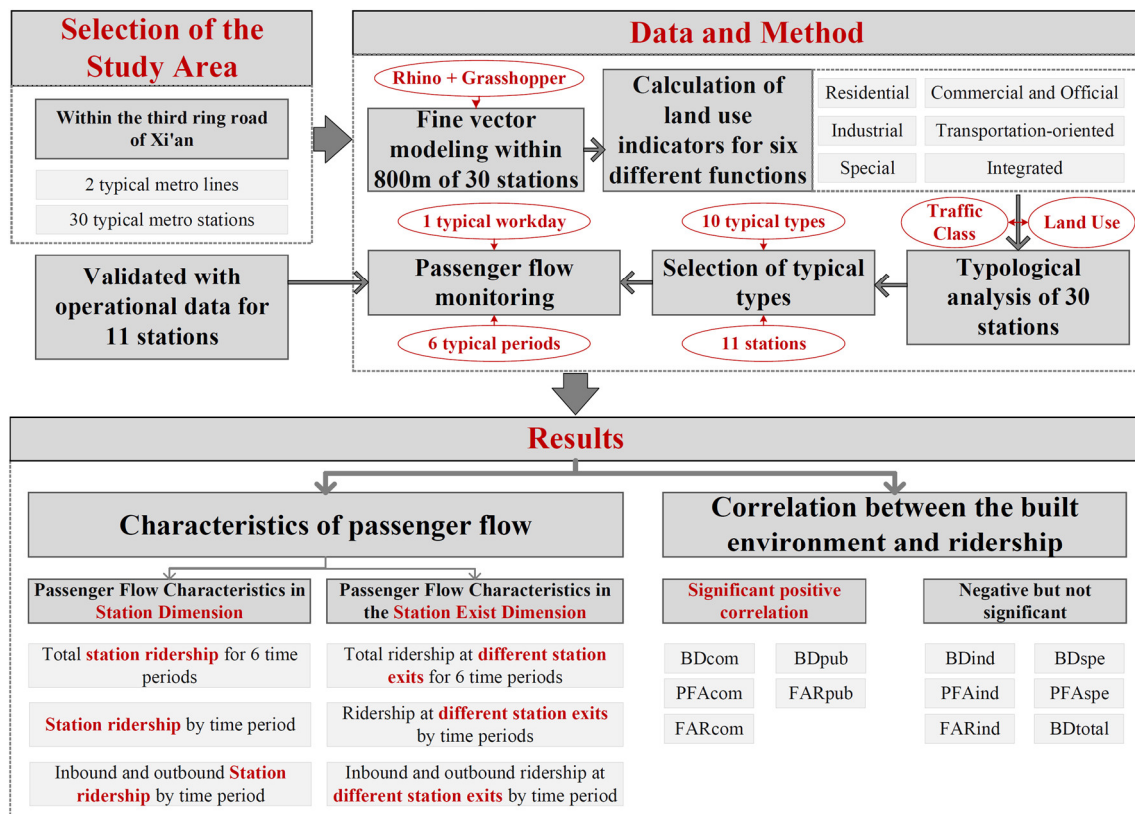 Selection of the
Study Area
Within the third ring road
of Xi'an
2 typical metro lines
30 typical metro stations
Validated with
operational data for
11 stations
Data and Method
Rhino + Grasshopper
Fine vector
modeling within
800m of 30 stations
Calculation of
land use
indicators for six
different functions
Residential
Commercial and Official
Industrial
Transportation-oriented
Special
Integrated
1 typical workday
Passenger flow
monitoring
6 typical periods
10 typical types
Selection of typical
types
11 stations
Traffic
Class
Land Use
Typological
analysis of 30
stations
Results
Characteristics of passenger flow
Passenger Flow Characteristics in
Station Dimension
Total station ridership for 6 time
periods
Station ridership by time period
Inbound and outbound Station
ridership by time period
Passenger Flow Characteristics in
the Station Exist Dimension
Total ridership at different station
exits for 6 time periods
Ridership at different station exits
by time periods
Inbound and outbound ridership at
different station exits by time period
Correlation between the built
environment and ridership
Significant positive
correlation
BDcom
BDpub
PFAcom
FARpub
FARcom
Negative but not
significant
BDind
BDspe
PFAind
PFAspe
FARind
BDtotal